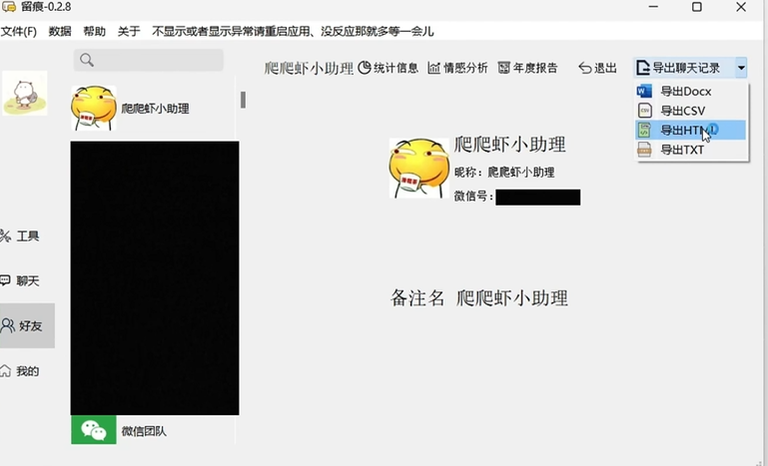 留痕-0.2.8
文件(F) 数据 帮助 关于 不显示或者显示异常请重启应用、没反应那就多等一会儿
爬爬虾小助理 统计信息 情感分析 年度报告 退出 导出聊天记录
导出Docx
导出CSV
导出HTML
导出TXT
爬爬虾小助理
爬爬虾小助理
昵称：爬爬虾小助理
微信号：
工具
聊天
好友
我的
备注名 爬爬虾小助理
微信团队